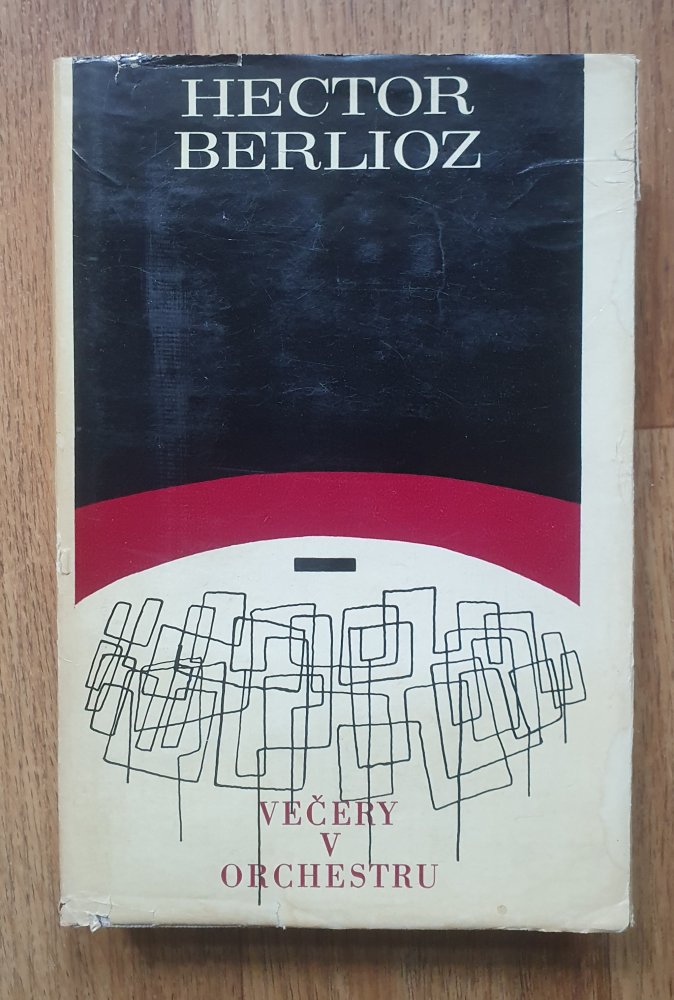 HECTOR
BERLIOZ
VEČERY
V
ORCHESTRU